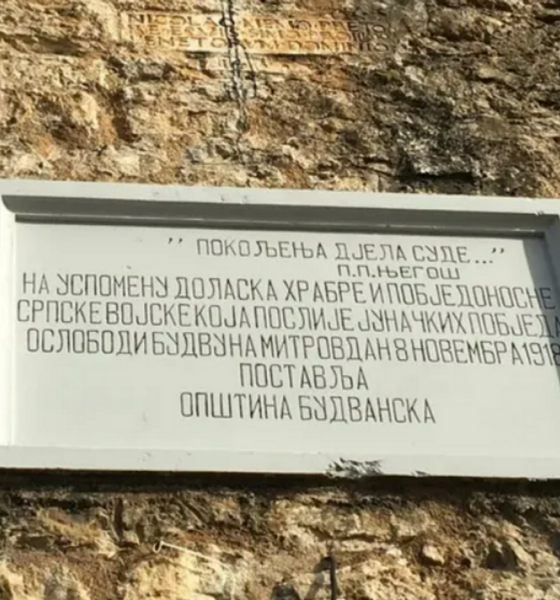 NICOLA
" ПОКОЉЕЊА ДЈЕЛА СУДЕ..."
П.П.ЊЕГОШ
НА УСПОМЕНУ ДОЛАСКА ХРАБРЕ И ПОБЈЕДОНОСНЕ
СРПСКЕ ВОЈСКЕ КОЈА ПОСЛИЈЕ ЈУНАЧКИХ ПОБЈЕДА
ОСЛОБОДИ БУДВУ НА МИТРОВДАН 8 НОВЕМБРА 1918
ПОСТАВЉА
ОПШТИНА БУДВАНСКА